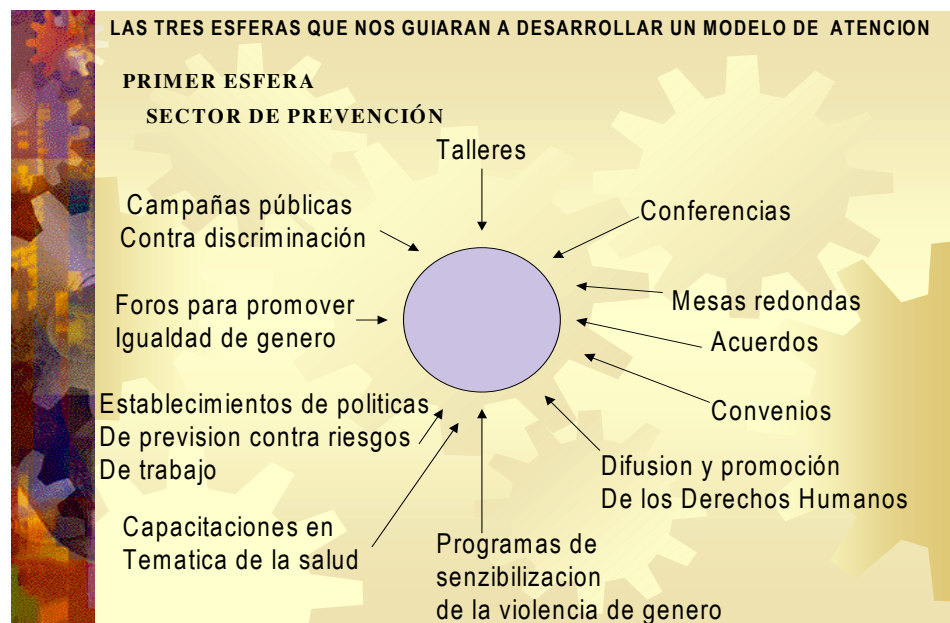 LAS TRES ESFERAS QUE NOS GUIARAN A DESARROLLAR UN MODELO DE ATENCION
PRIMER ESFERA
SECTOR DE PREVENCIÓN
Talleres
Campañas públicas
Contra discriminación
Conferencias
Foros para promover
Igualdad de genero
Mesas redondas
Acuerdos
Establecimientos de politicas
De prevision contra riesgos
De trabajo
Convenios
Difusion y promoción
De los Derechos Humanos
Capacitaciones en
Tematica de la salud
Programas de
senzibilizacion
de la violencia de genero